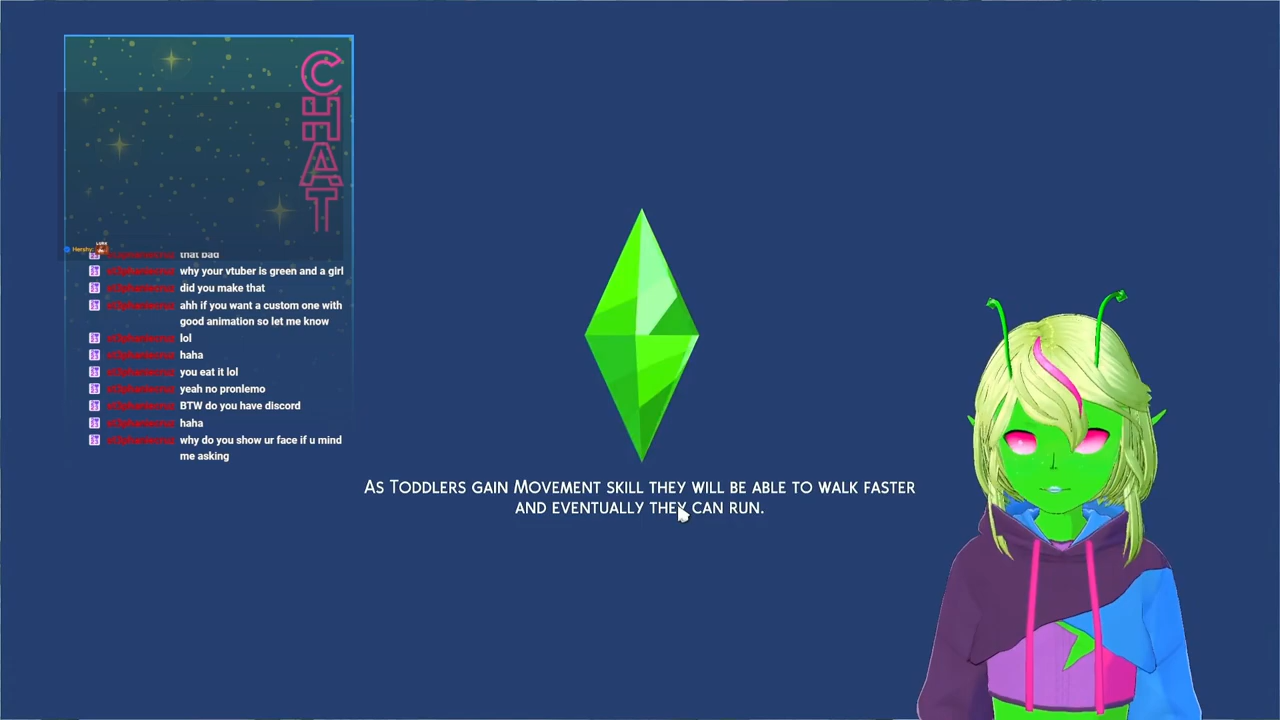 CHAT
Hershy:
that bad
why your vtuber is green and a girl
did you make that
ahh if you want a custom one with
good animation so let me know
lol
haha
you eat it lol
yeah no pronlemo
BTW do you have discord
haha
why do you show ur face if u mind
me asking
As Toddlers gain Movement skill they will be able to walk faster
and eventually they can run.